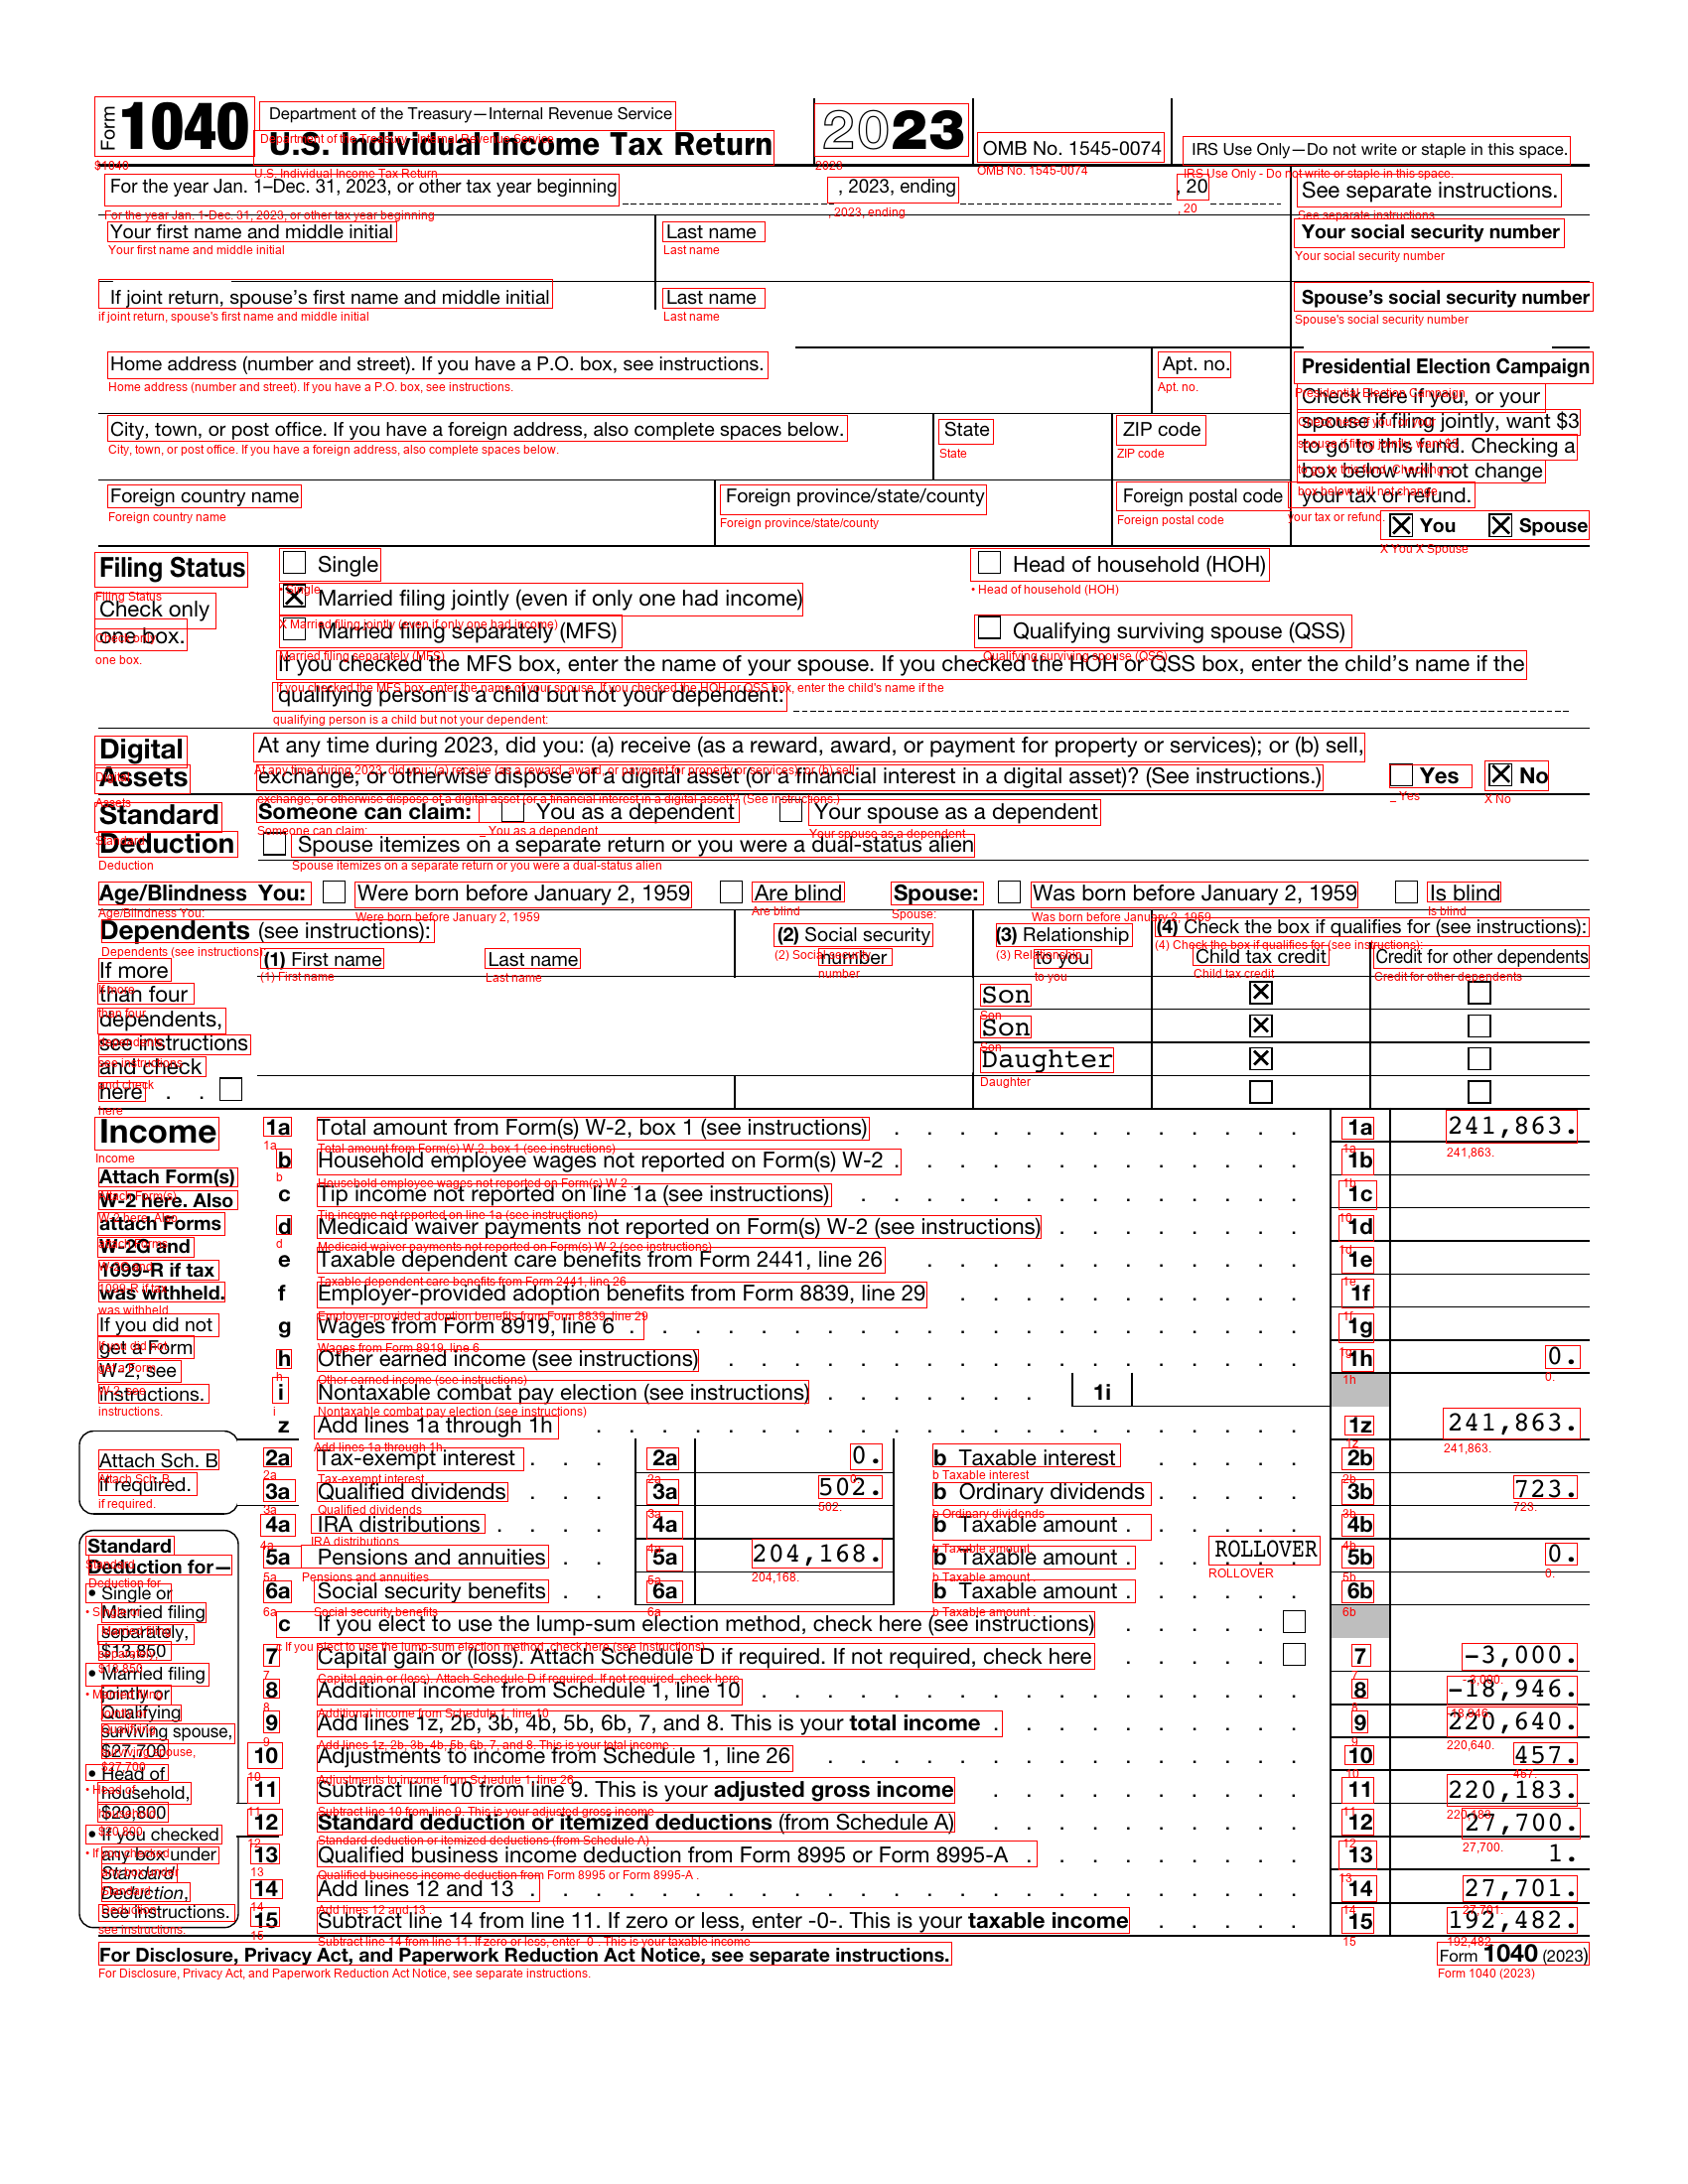 Form 1040 Department of the Treasury—Internal Revenue Service
U.S. Individual Income Tax Return 2023 OMB No. 1545-0074 IRS Use Only—Do not write or staple in this space.
For the year Jan. 1–Dec. 31, 2023, or other tax year beginning , 2023, ending , 20 See separate instructions.
Your first name and middle initial Last name Your social security number
If joint return, spouse's first name and middle initial Last name Spouse's social security number
Home address (number and street). If you have a P.O. box, see instructions. Apt. no. Presidential Election Campaign
Check here if you, or your
City, town, or post office. If you have a foreign address, also complete spaces below. State ZIP code spouse if filing jointly, want $3
to go to this fund. Checking a
box below will not change
Foreign country name Foreign province/state/county Foreign postal code your tax or refund.
X You X Spouse
Filing Status Single Head of household (HOH)
Check only X Married filing jointly (even if only one had income)
one box. Married filing separately (MFS) Qualifying surviving spouse (QSS)
If you checked the MFS box, enter the name of your spouse. If you checked the HOH or QSS box, enter the child's name if the
qualifying person is a child but not your dependent:
Digital At any time during 2023, did you: (a) receive (as a reward, award, or payment for property or services); or (b) sell,
Assets exchange, or otherwise dispose of a digital asset (or a financial interest in a digital asset)? (See instructions.) Yes X No
Standard Someone can claim: You as a dependent Your spouse as a dependent
Deduction Spouse itemizes on a separate return or you were a dual-status alien
Age/Blindness You: Were born before January 2, 1959 Are blind Spouse: Was born before January 2, 1959 Is blind
Dependents (see instructions): (2) Social security number (3) Relationship to you (4) Check the box if qualifies for (see instructions):
(1) First name Last name Child tax credit Credit for other dependents
If more
than four Son X
dependents, Son X
see instructions
and check Daughter X
here . .
Income 1a Total amount from Form(s) W-2, box 1 (see instructions) 1a 241,863.
b Household employee wages not reported on Form(s) W-2 . 1b
c Tip income not reported on line 1a (see instructions) 1c
d Medicaid waiver payments not reported on Form(s) W-2 (see instructions) 1d
e Taxable dependent care benefits from Form 2441, line 26 1e
f Employer-provided adoption benefits from Form 8839, line 29 1f
g Wages from Form 8919, line 6 . 1g
h Other earned income (see instructions) 1h 0.
i Nontaxable combat pay election (see instructions) 1i
z Add lines 1a through 1h 1z 241,863.
Attach Form(s)
W-2 here. Also
attach Forms
W-2G and
1099-R if tax
was withheld.
If you did not
get a Form
W-2, see
instructions.
Attach Sch. B
if required.
2a Tax-exempt interest 2a 0. b Taxable interest 2b
3a Qualified dividends 3a 502. b Ordinary dividends 3b 723.
4a IRA distributions 4a b Taxable amount . 4b
5a Pensions and annuities 5a 204,168. b Taxable amount . ROLLOVER 5b 0.
6a Social security benefits 6a b Taxable amount . 6b
c If you elect to use the lump-sum election method, check here (see instructions)
7 Capital gain or (loss). Attach Schedule D if required. If not required, check here 7 -3,000.
8 Additional income from Schedule 1, line 10 8 -18,946.
9 Add lines 1z, 2b, 3b, 4b, 5b, 6b, 7, and 8. This is your total income . 9 220,640.
10 Adjustments to income from Schedule 1, line 26 10 457.
11 Subtract line 10 from line 9. This is your adjusted gross income 11 220,183.
12 Standard deduction or itemized deductions (from Schedule A) 12 27,700.
13 Qualified business income deduction from Form 8995 or Form 8995-A . 13 1.
14 Add lines 12 and 13 . 14 27,701.
15 Subtract line 14 from line 11. If zero or less, enter -0-. This is your taxable income 15 192,482.
Standard
Deduction for—
• Single or
Married filing
separately,
$13,850
• Married filing
jointly or
Qualifying
surviving spouse,
$27,700
• Head of
household,
$20,800
• If you checked
any box under
Standard
Deduction,
see instructions.
For Disclosure, Privacy Act, and Paperwork Reduction Act Notice, see separate instructions. Form 1040 (2023)